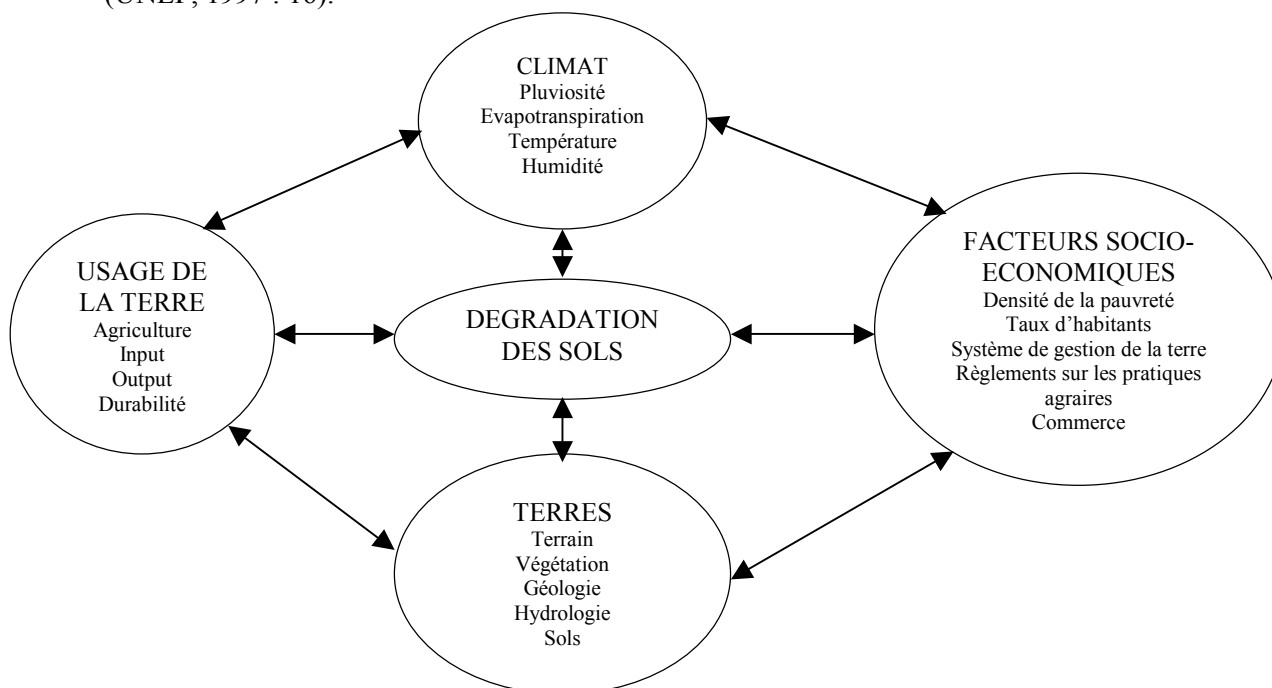 (UNEP, 1997 : 16).
CLIMAT
Pluviosité
Evapotranspiration
Température
Humidité
USAGE DE
LA TERRE
Agriculture
Input
Output
Durabilité
DEGRADATION
DES SOLS
FACTEURS SOCIO-
ECONOMIQUES
Densité de la pauvreté
Taux d’habitants
Système de gestion de la terre
Règlements sur les pratiques
agraires
Commerce
TERRES
Terrain
Végétation
Géologie
Hydrologie
Sols